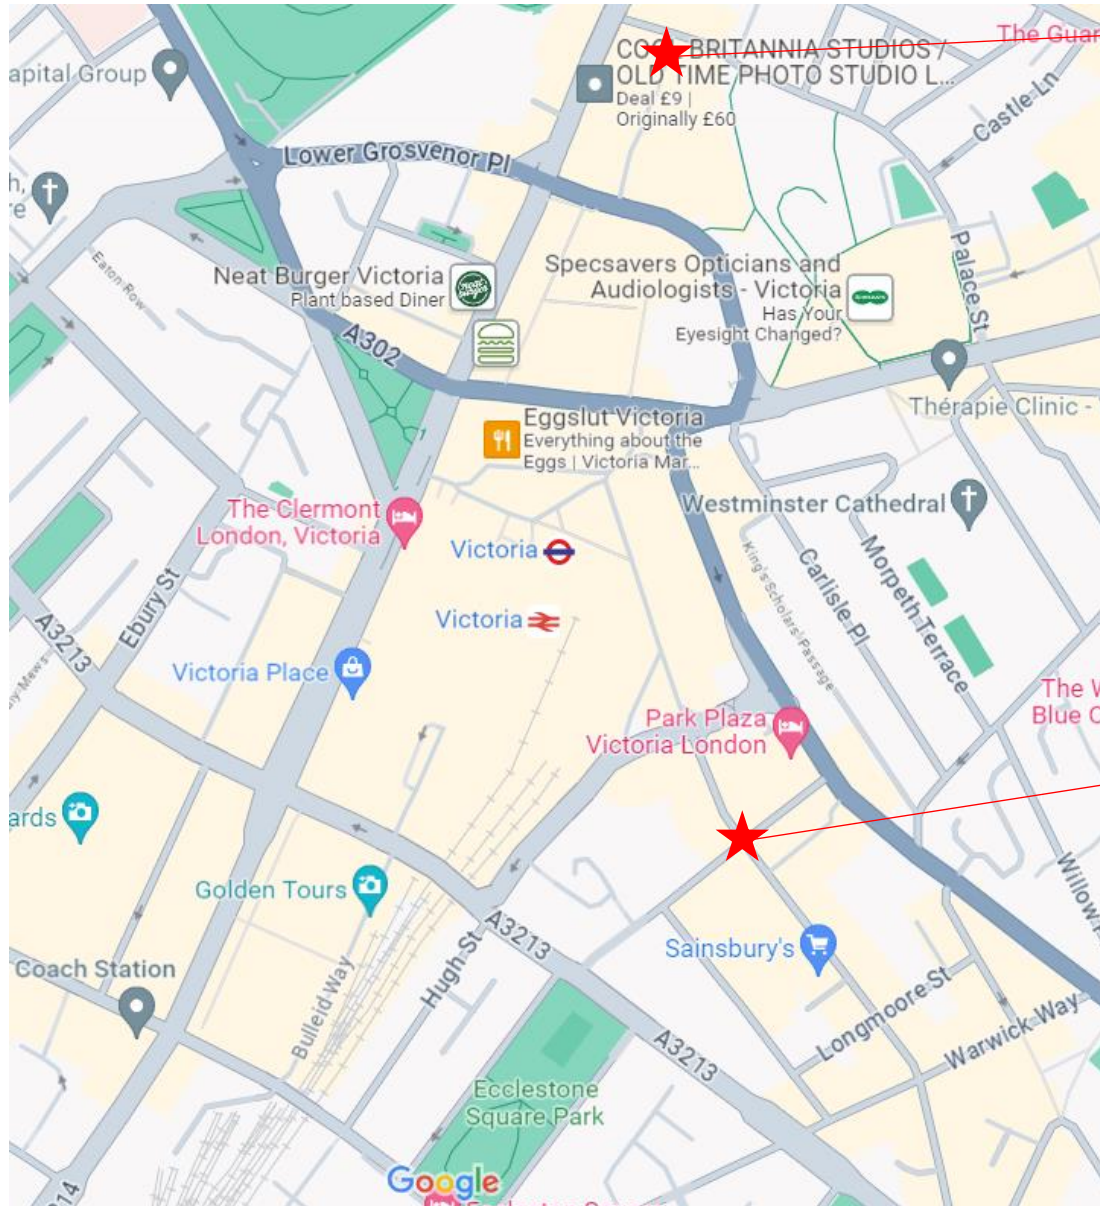 The Guar
COO BRITANNIA STUDIOS /
OLD TIME PHOTO STUDIO L...
Deal £9 |
Originally £60
apital Group
Castle Ln
Lower Grosvenor Pl
h,
re
Eaton Row
Palace St
Neat Burger Victoria
Plant based Diner
Specsavers Opticians and
Audiologists - Victoria
Has Your
Eyesight Changed?
A302
Thérapie Clinic -
Eggslut Victoria
Everything about the
Eggs | Victoria Mar...
Westminster Cathedral
The Clermont
London, Victoria
Victoria
Victoria
King's Scholars' Passage
Carlisle Pl
Morpeth Terrace
Ebury St
A3213
Victoria Place
Park Plaza
Victoria London
The W
Blue O
ards
Golden Tours
Willow
A3213
Sainsbury's
Hugh St
Coach Station
Bulleid Way
Longmoore St
Warwick Way
A3213
Ecclestone
Square Park
Google